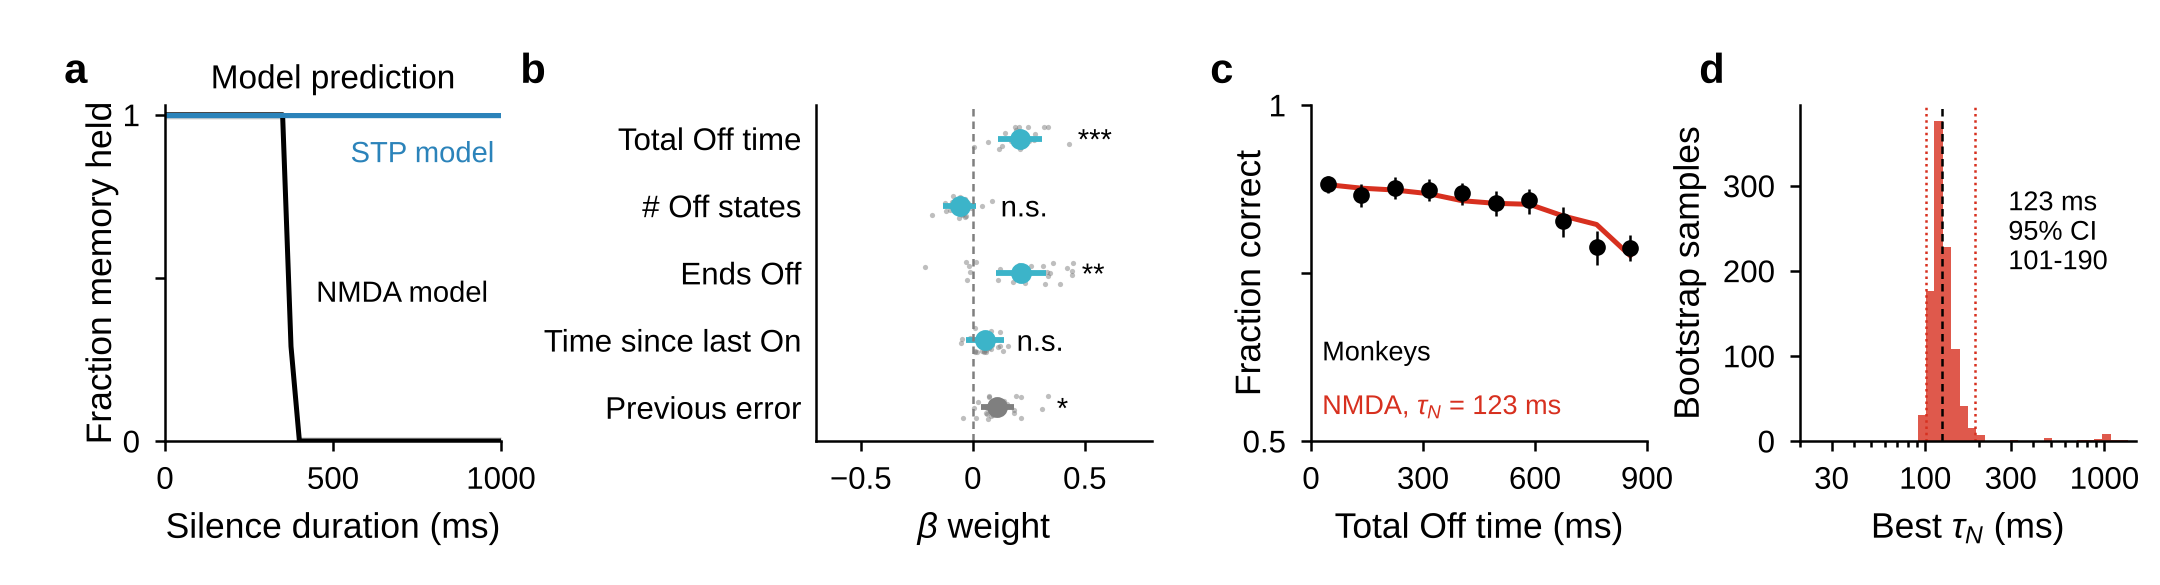 a
Model prediction
Fraction memory held
1
0
STP model
NMDA model
0
500
1000
Silence duration (ms)
b
Total Off time
***
# Off states
n.s.
Ends Off
**
Time since last On
n.s.
Previous error
*
−0.5
0
0.5
β weight
c
Fraction correct
1
0.5
Monkeys
NMDA, τN = 123 ms
0
300
600
900
Total Off time (ms)
d
Bootstrap samples
300
200
100
0
123 ms
95% CI
101-190
30
100
300
1000
Best τN (ms)